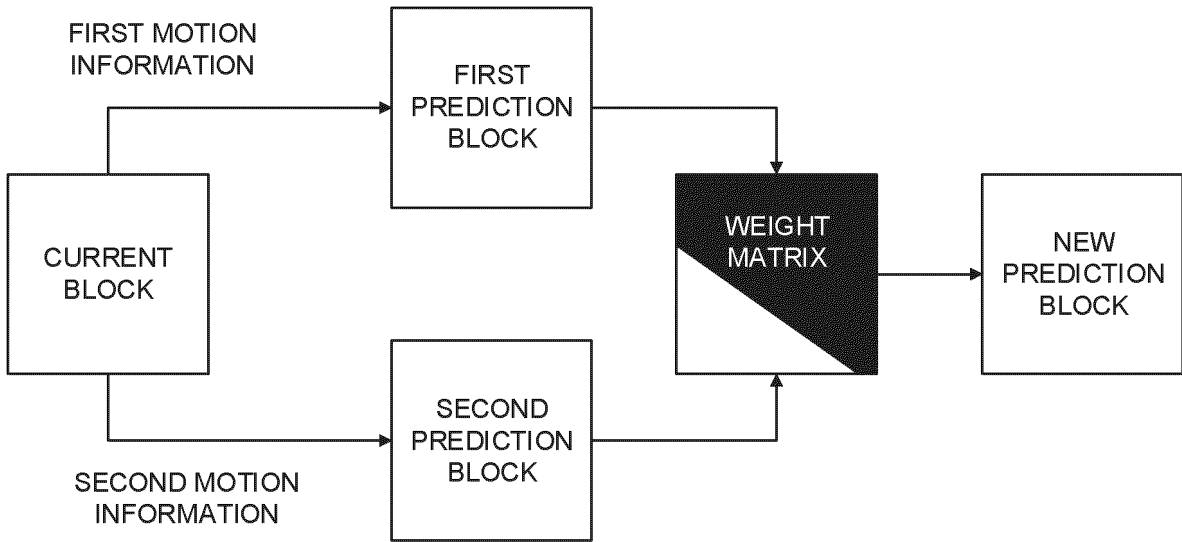 FIRST MOTION
INFORMATION
FIRST
PREDICTION
BLOCK
CURRENT
BLOCK
WEIGHT
MATRIX
NEW
PREDICTION
BLOCK
SECOND
PREDICTION
BLOCK
SECOND MOTION
INFORMATION